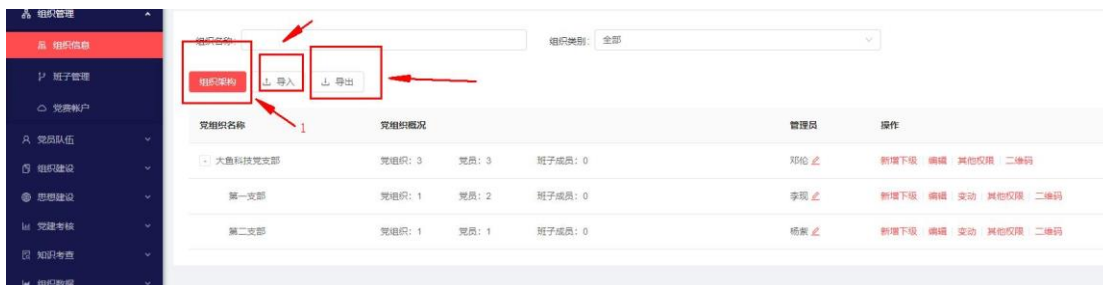 组织管理
组织信息
班子管理
党费帐户
党员队伍
组织建设
思想建设
党建考核
知识考查
组织数据
组织名称:
组织类别: 全部
组织架构 导入 导出
1
党组织名称 党组织概况 管理员 操作
大鱼科技党支部 党组织: 3 党员: 3 班子成员: 0 邓伦 新增下级 编辑 其他权限 二维码
第一支部 党组织: 1 党员: 2 班子成员: 0 李现 新增下级 编辑 变动 其他权限 二维码
第二支部 党组织: 1 党员: 1 班子成员: 0 杨紫 新增下级 编辑 变动 其他权限 二维码